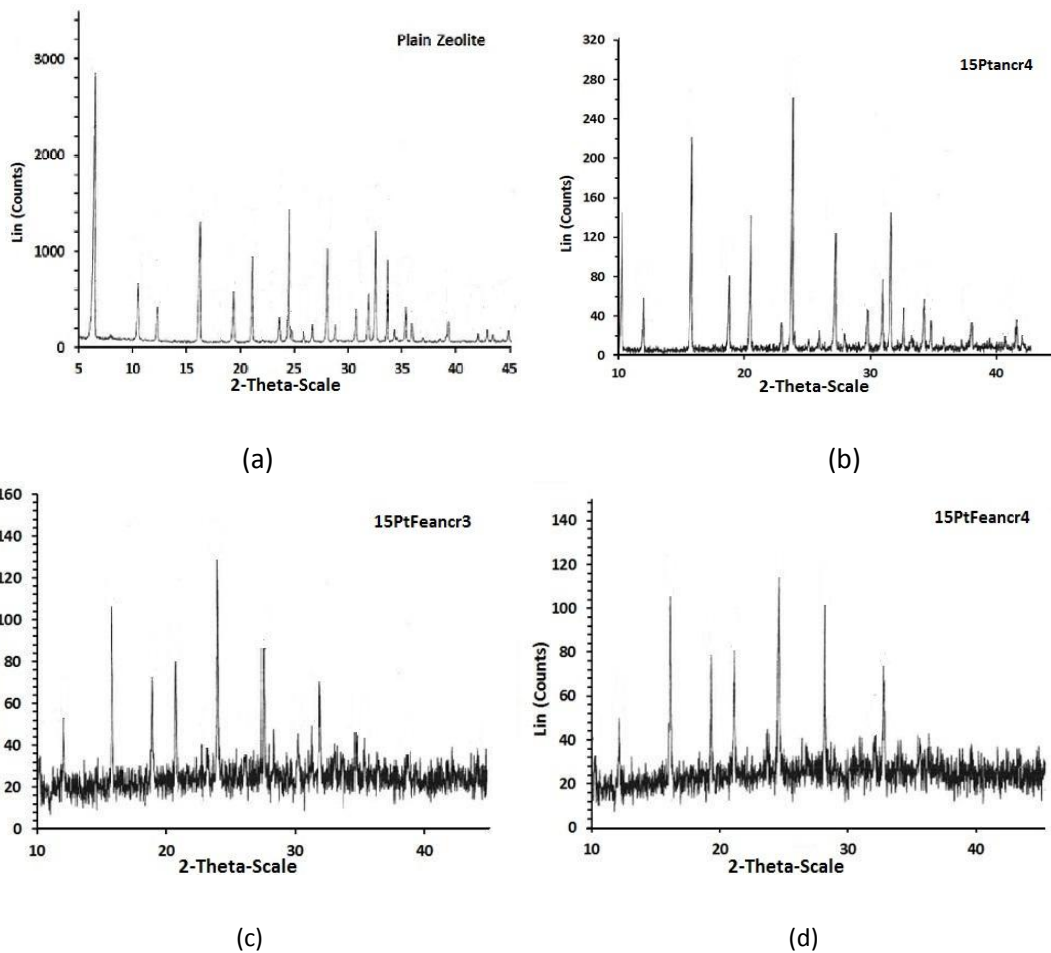 Plain Zeolite
3000
2000
1000
0
Lin (Counts)
5 10 15 20 25 30 35 40 45
2-Theta-Scale
(a)
15Ptancr4
320
280
240
200
160
120
80
40
0
Lin (Counts)
10 20 30 40
2-Theta-Scale
(b)
15PtFeancr3
160
140
120
100
80
60
40
20
0
10 20 30 40
2-Theta-Scale
(c)
15PtFeancr4
140
120
100
80
60
40
20
0
Lin (Counts)
10 20 30 40
2-Theta-Scale
(d)